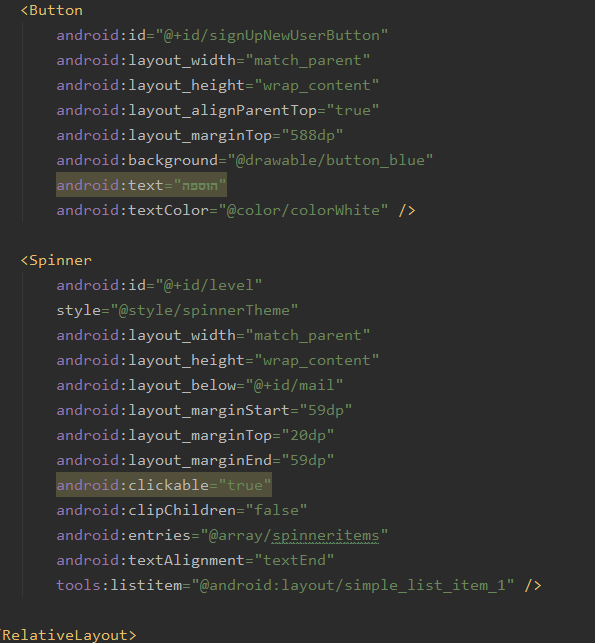 <Button
android:id="@+id/signUpNewUserButton"
android:layout_width="match_parent"
android:layout_height="wrap_content"
android:layout_alignParentTop="true"
android:layout_marginTop="588dp"
android:background="@drawable/button_blue"
android:text="הוספה"
android:textColor="@color/colorWhite" />
<Spinner
android:id="@+id/level"
style="@style/spinnerTheme"
android:layout_width="match_parent"
android:layout_height="wrap_content"
android:layout_below="@+id/mail"
android:layout_marginStart="59dp"
android:layout_marginTop="20dp"
android:layout_marginEnd="59dp"
android:clickable="true"
android:clipChildren="false"
android:entries="@array/spinneritems"
android:textAlignment="textEnd"
tools:listitem="@android:layout/simple_list_item_1" />
RelativeLayout>